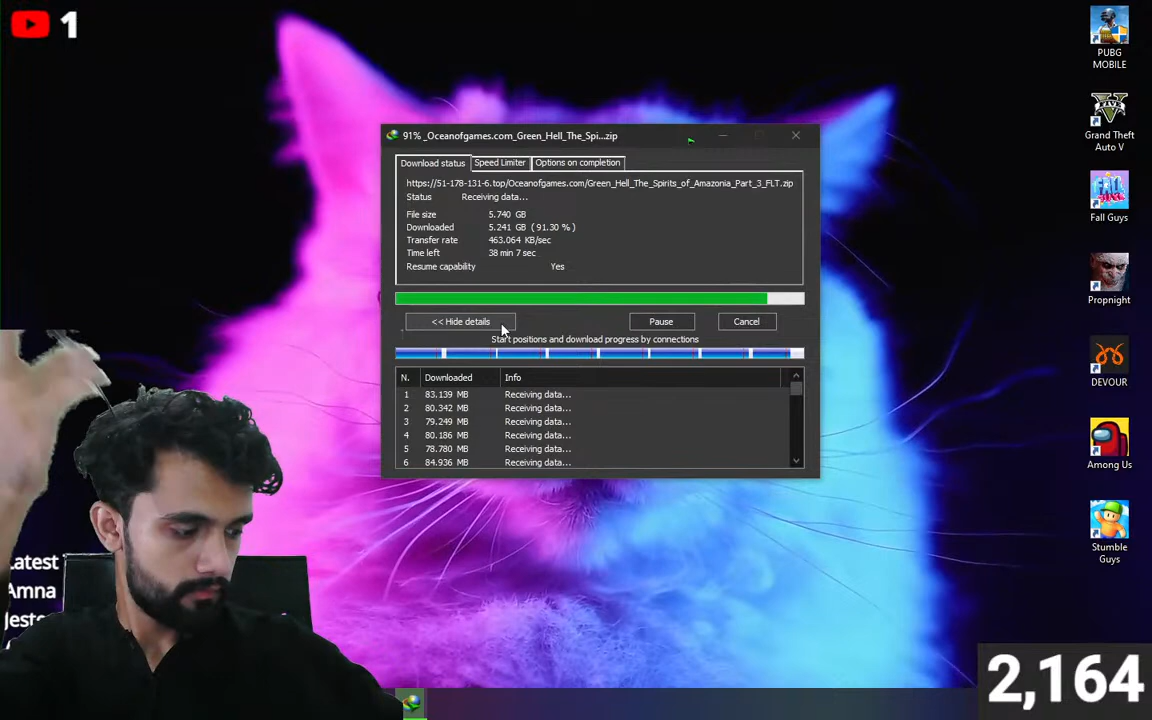 1
PUBG
MOBILE
Grand Theft
Auto V
Fall Guys
Propnight
DEVOUR
Among Us
Stumble
Guys
91% _Oceanofgames.com_Green_Hell_The_Spi...zip
Download status
Speed Limiter
Options on completion
https://51-178-131-6.top/Oceanofgames.com/Green_Hell_The_Spirits_of_Amazonia_Part_3_FLT.zip
Status Receiving data...
File size 5.740 GB
Downloaded 5.241 GB ( 91.30 % )
Transfer rate 463.064 KB/sec
Time left 38 min 7 sec
Resume capability Yes
<< Hide details
Pause
Cancel
Start positions and download progress by connections
N. Downloaded Info
1 83.139 MB Receiving data...
2 80.342 MB Receiving data...
3 79.249 MB Receiving data...
4 80.186 MB Receiving data...
5 78.780 MB Receiving data...
6 84.936 MB Receiving data...
Latest
Amna
2,164